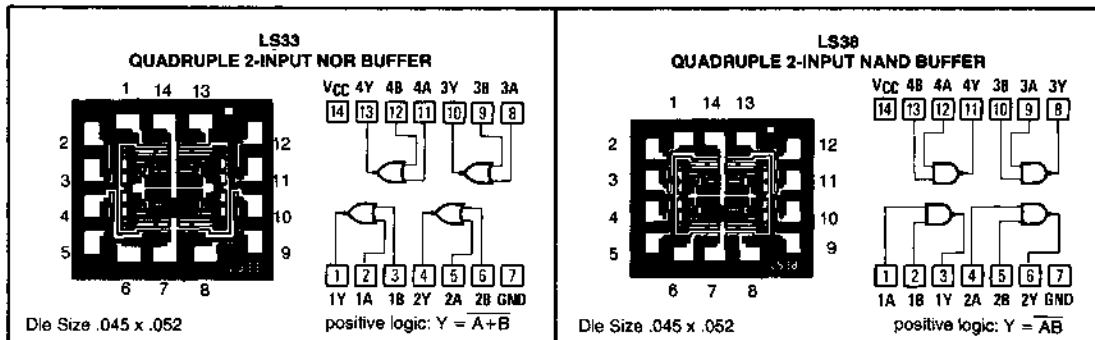 LS33
QUADRUPLE 2-INPUT NOR BUFFER
1 14 13
2
3
4
5
12
11
10
9
6 7 8
VCC 4Y 4B 4A 3Y 3B 3A
14 13 12 11 10 9 8
1 2 3 4 5 6 7
1Y 1A 1B 2Y 2A 2B GND
Die Size .045 x .052
positive logic: Y = A+B
LS38
QUADRUPLE 2-INPUT NAND BUFFER
1 14 13
2
3
4
5
12
11
10
9
6 7 8
VCC 4B 4A 4Y 3B 3A 3Y
14 13 12 11 10 9 8
1 2 3 4 5 6 7
1A 1B 1Y 2A 2B 2Y GND
Die Size .045 x .052
positive logic: Y = AB